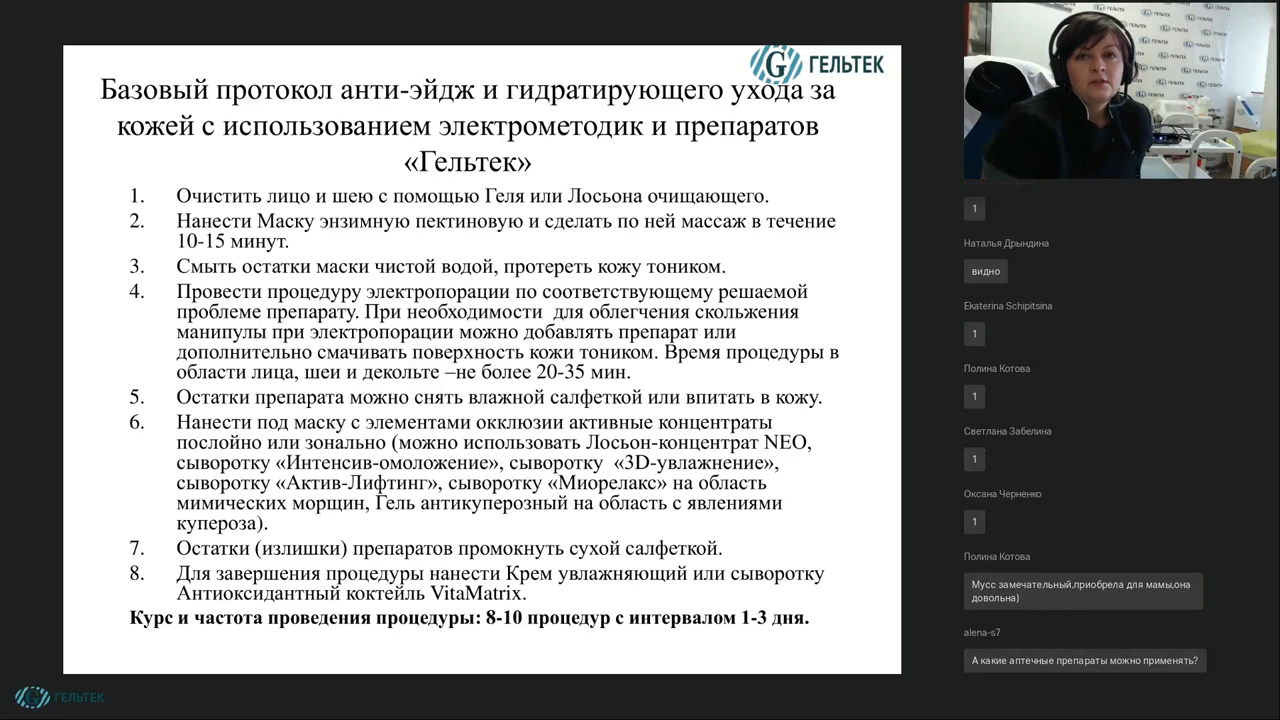 ГЕЛЬТЕК
Базовый протокол анти-эйдж и гидратирующего ухода за
кожей с использованием электрометодик и препаратов
«Гельтек»
1. Очистить лицо и шею с помощью Геля или Лосьона очищающего.
2. Нанести Маску энзимную пектиновую и сделать по ней массаж в течение
10-15 минут.
3. Смыть остатки маски чистой водой, протереть кожу тоником.
4. Провести процедуру электропорации по соответствующему решаемой
проблеме препарату. При необходимости для облегчения скольжения
манипулы при электропорации можно добавлять препарат или
дополнительно смачивать поверхность кожи тоником. Время процедуры в
области лица, шеи и декольте –не более 20-35 мин.
5. Остатки препарата можно снять влажной салфеткой или впитать в кожу.
6. Нанести под маску с элементами окклюзии активные концентраты
послойно или зонально (можно использовать Лосьон-концентрат NEO,
сыворотку «Интенсив-омоложение», сыворотку «3D-увлажнение»,
сыворотку «Актив-Лифтинг», сыворотку «Миорелакс» на область
мимических морщин, Гель антикуперозный на область с явлениями
купероза).
7. Остатки (излишки) препаратов промокнуть сухой салфеткой.
8. Для завершения процедуры нанести Крем увлажняющий или сыворотку
Антиоксидантный коктейль VitaMatrix.
Курс и частота проведения процедуры: 8-10 процедур с интервалом 1-3 дня.
ГЕЛЬТЕК
1
Наталья Дрындина
видно
Ekaterina Schipitsina
1
Полина Котова
1
Светлана Забелина
1
Оксана Черненко
1
Полина Котова
Мусс замечательный,приобрела для мамы,она
довольна)
alena-s7
А какие аптечные препараты можно применять?